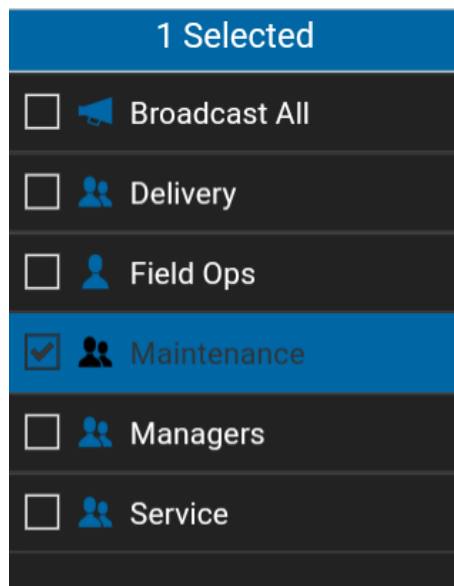 1 Selected
Broadcast All
Delivery
Field Ops
Maintenance
Managers
Service